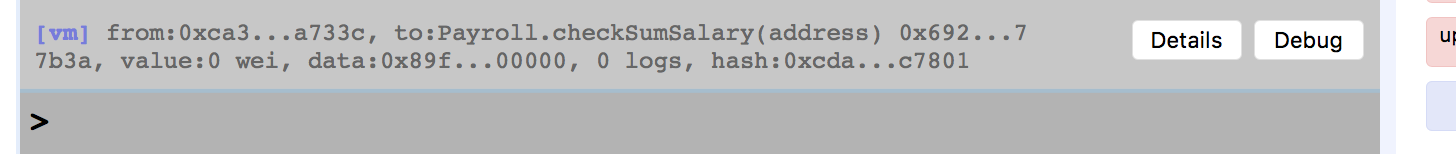 [vm] from:0xca3...a733c, to:Payroll.checkSumSalary(address) 0x692...7
7b3a, value:0 wei, data:0x89f...00000, 0 logs, hash:0xcda...c7801
Details
Debug
>